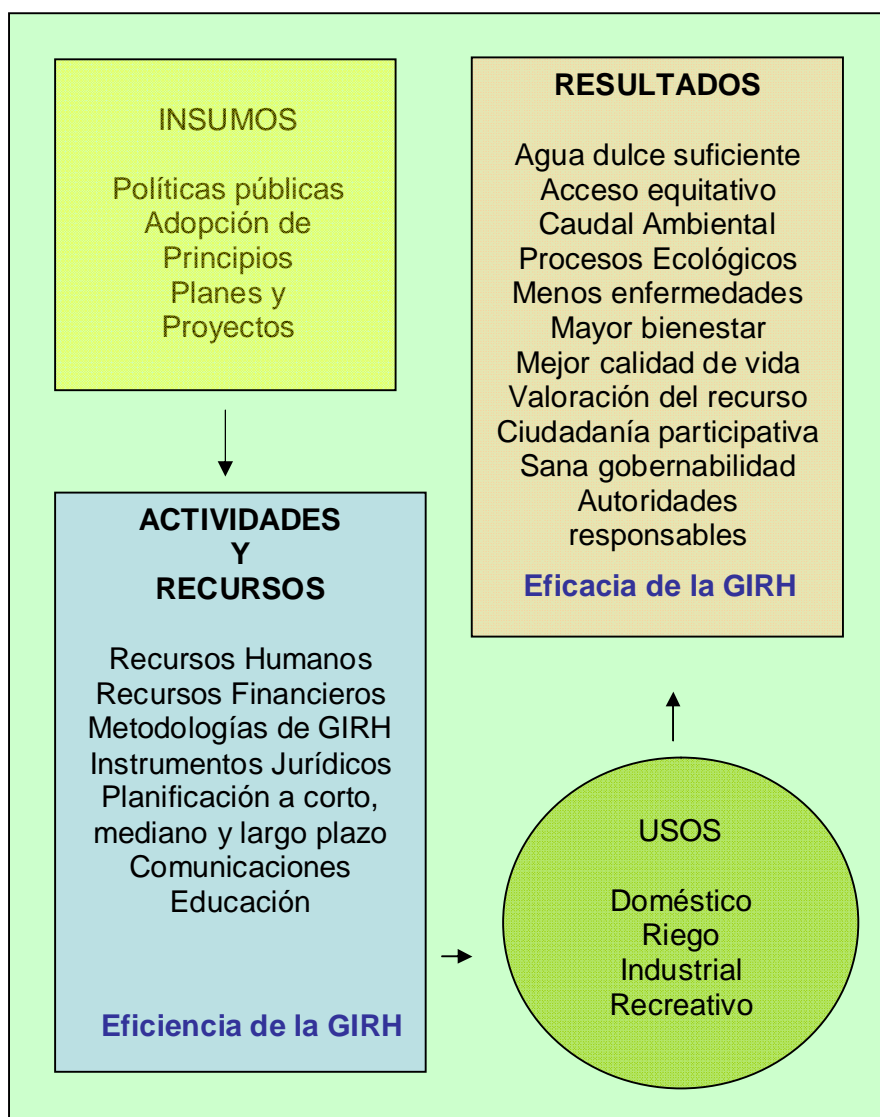 INSUMOS
Políticas públicas
Adopción de
Principios
Planes y
Proyectos
ACTIVIDADES
Y
RECURSOS
Recursos Humanos
Recursos Financieros
Metodologías de GIRH
Instrumentos Jurídicos
Planificación a corto,
mediano y largo plazo
Comunicaciones
Educación
Eficiencia de la GIRH
USOS
Doméstico
Riego
Industrial
Recreativo
RESULTADOS
Agua dulce suficiente
Acceso equitativo
Caudal Ambiental
Procesos Ecológicos
Menos enfermedades
Mayor bienestar
Mejor calidad de vida
Valoración del recurso
Ciudadanía participativa
Sana gobernabilidad
Autoridades
responsables
Eficacia de la GIRH